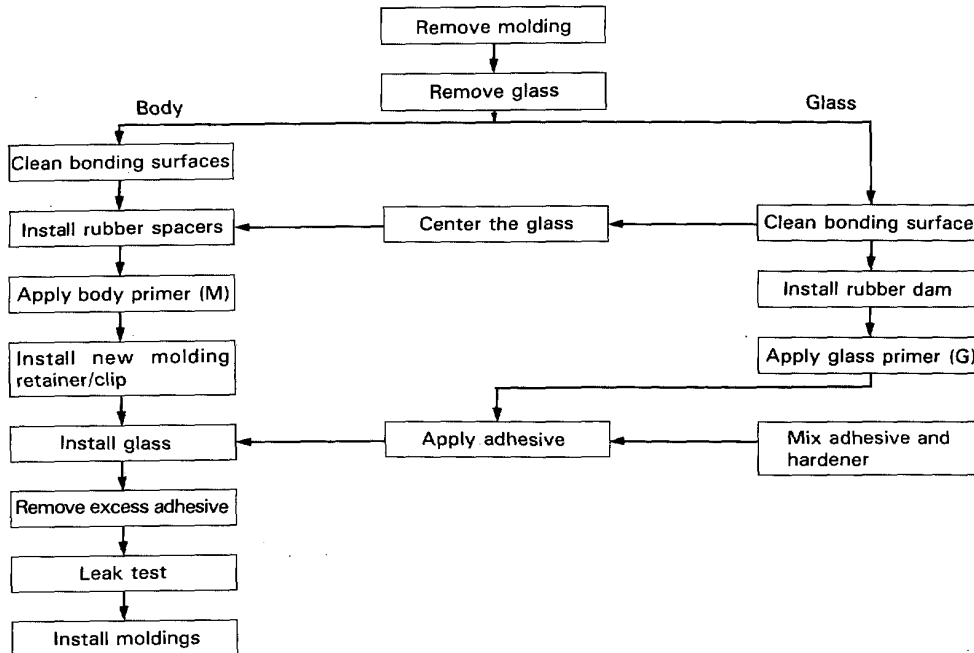 Remove molding
Remove glass
Body
Glass
Clean bonding surfaces
Install rubber spacers
Center the glass
Clean bonding surface
Apply body primer (M)
Install rubber dam
Install new molding
retainer/clip
Apply glass primer (G)
Install glass
Apply adhesive
Mix adhesive and
hardener
Remove excess adhesive
Leak test
Install moldings